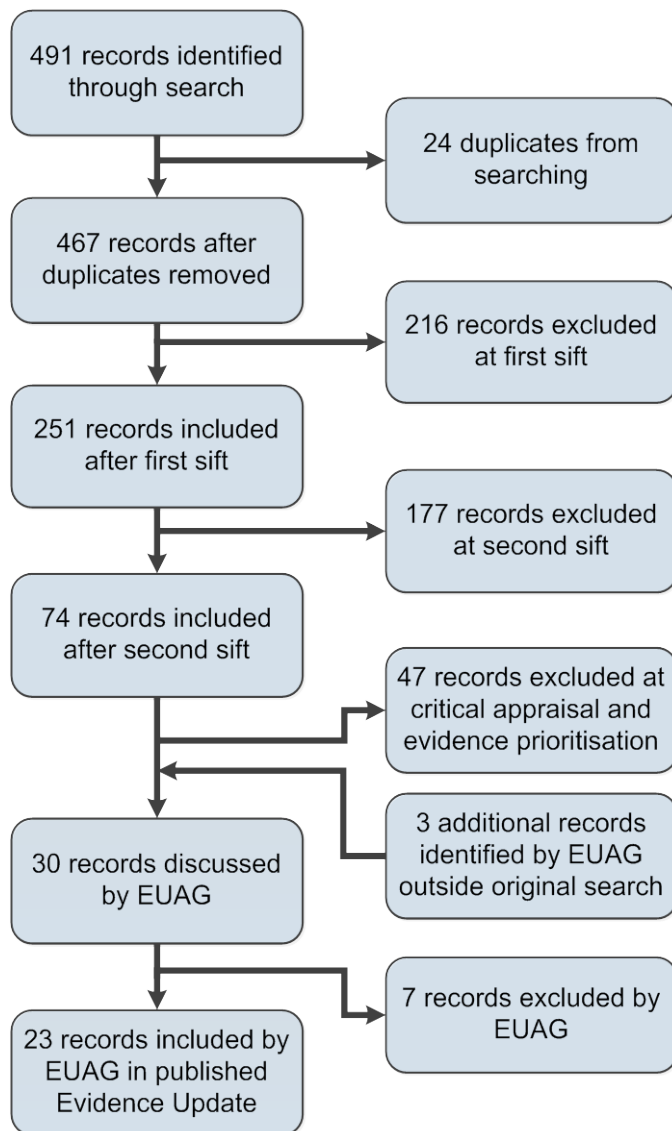 491 records identified
through search
24 duplicates from
searching
467 records after
duplicates removed
216 records excluded
at first sift
251 records included
after first sift
177 records excluded
at second sift
74 records included
after second sift
47 records excluded at
critical appraisal and
evidence prioritisation
3 additional records
identified by EUAG
outside original search
30 records discussed
by EUAG
7 records excluded by
EUAG
23 records included by
EUAG in published
Evidence Update